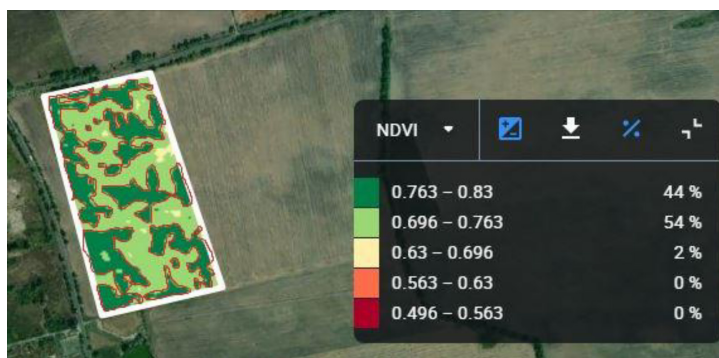 NDVI
0.763 – 0.83 44 %
0.696 – 0.763 54 %
0.63 – 0.696 2 %
0.563 – 0.63 0 %
0.496 – 0.563 0 %